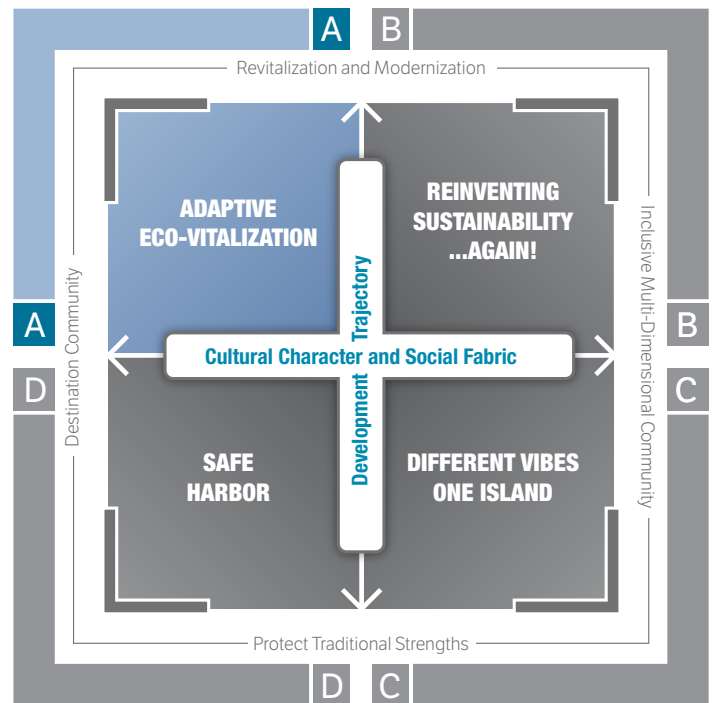 A B
Revitalization and Modernization
ADAPTIVE
ECO-VITALIZATION
REINVENTING
SUSTAINABILITY
...AGAIN!
Destination Community
Inclusive Multi-Dimensional Community
A
B
Development Trajectory
Cultural Character and Social Fabric
D
C
SAFE
HARBOR
DIFFERENT VIBES
ONE ISLAND
Protect Traditional Strengths
D C